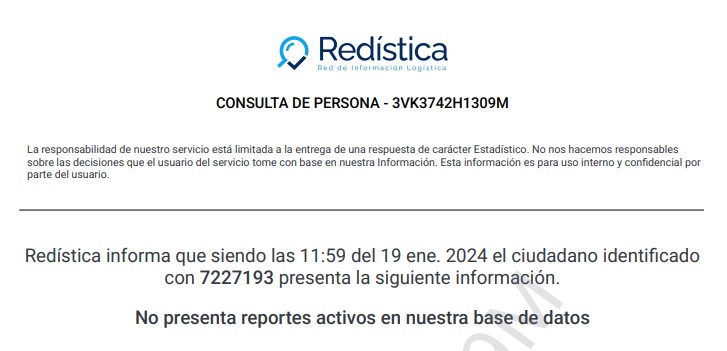 Redística
Red de Información Logística
CONSULTA DE PERSONA - 3VK3742H1309M
La responsabilidad de nuestro servicio está limitada a la entrega de una respuesta de carácter Estadístico. No nos hacemos responsables
sobre las decisiones que el usuario del servicio tome con base en nuestra Información. Esta información es para uso interno y confidencial por
parte del usuario.
Redística informa que siendo las 11:59 del 19 ene. 2024 el ciudadano identificado
con 7227193 presenta la siguiente información.
No presenta reportes activos en nuestra base de datos